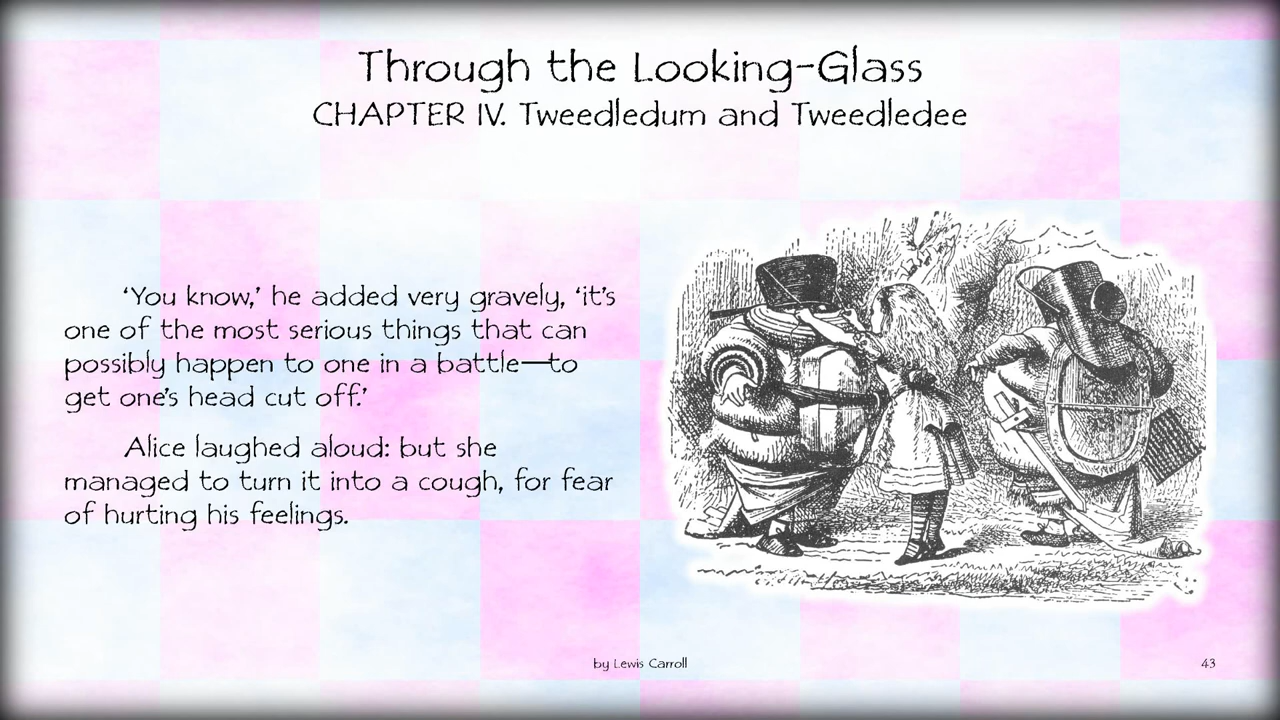 Through the Looking-Glass
CHAPTER IV. Tweedledum and Tweedledee
‘You know,’ he added very gravely, ‘it’s
one of the most serious things that can
possibly happen to one in a battle—to
get one’s head cut off.’
Alice laughed aloud: but she
managed to turn it into a cough, for fear
of hurting his feelings.
by Lewis Carroll
43